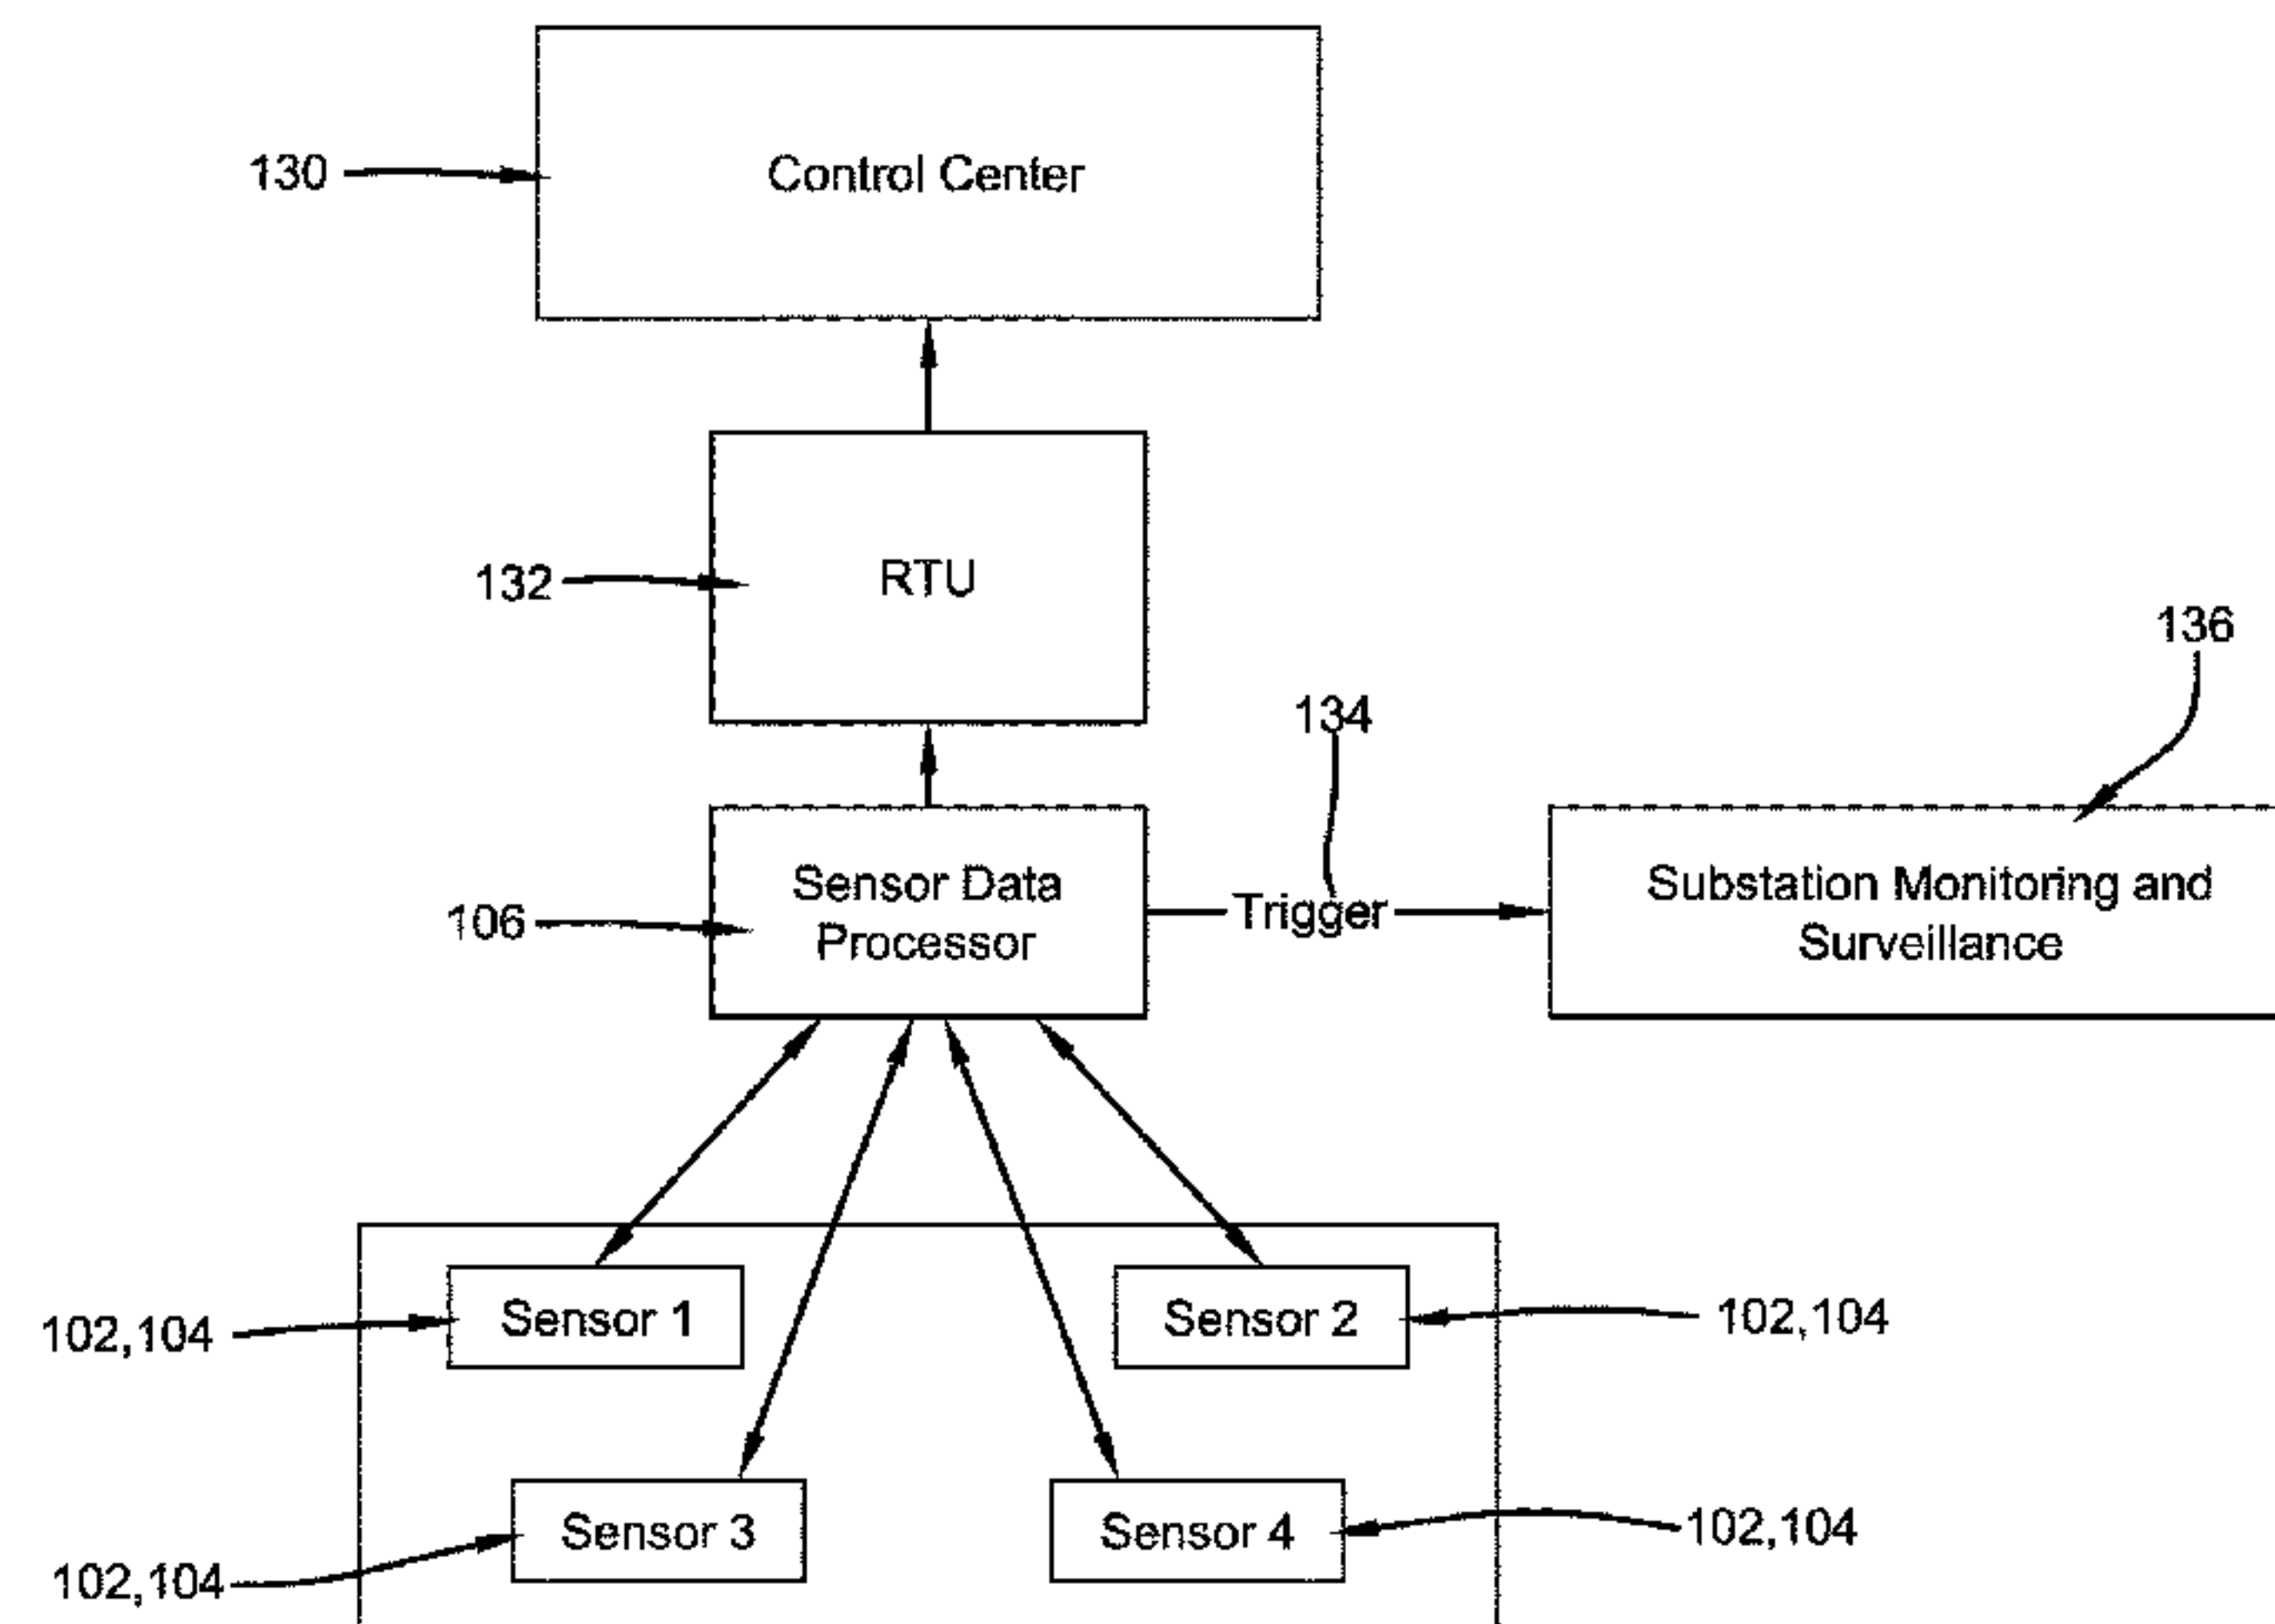 130
Control Center
132
RTU
136
134
106
Sensor Data
Processor
Trigger
Substation Monitoring and
Surveillance
102,104
Sensor 1
Sensor 2
102,104
102,104
Sensor 3
Sensor 4
102,104